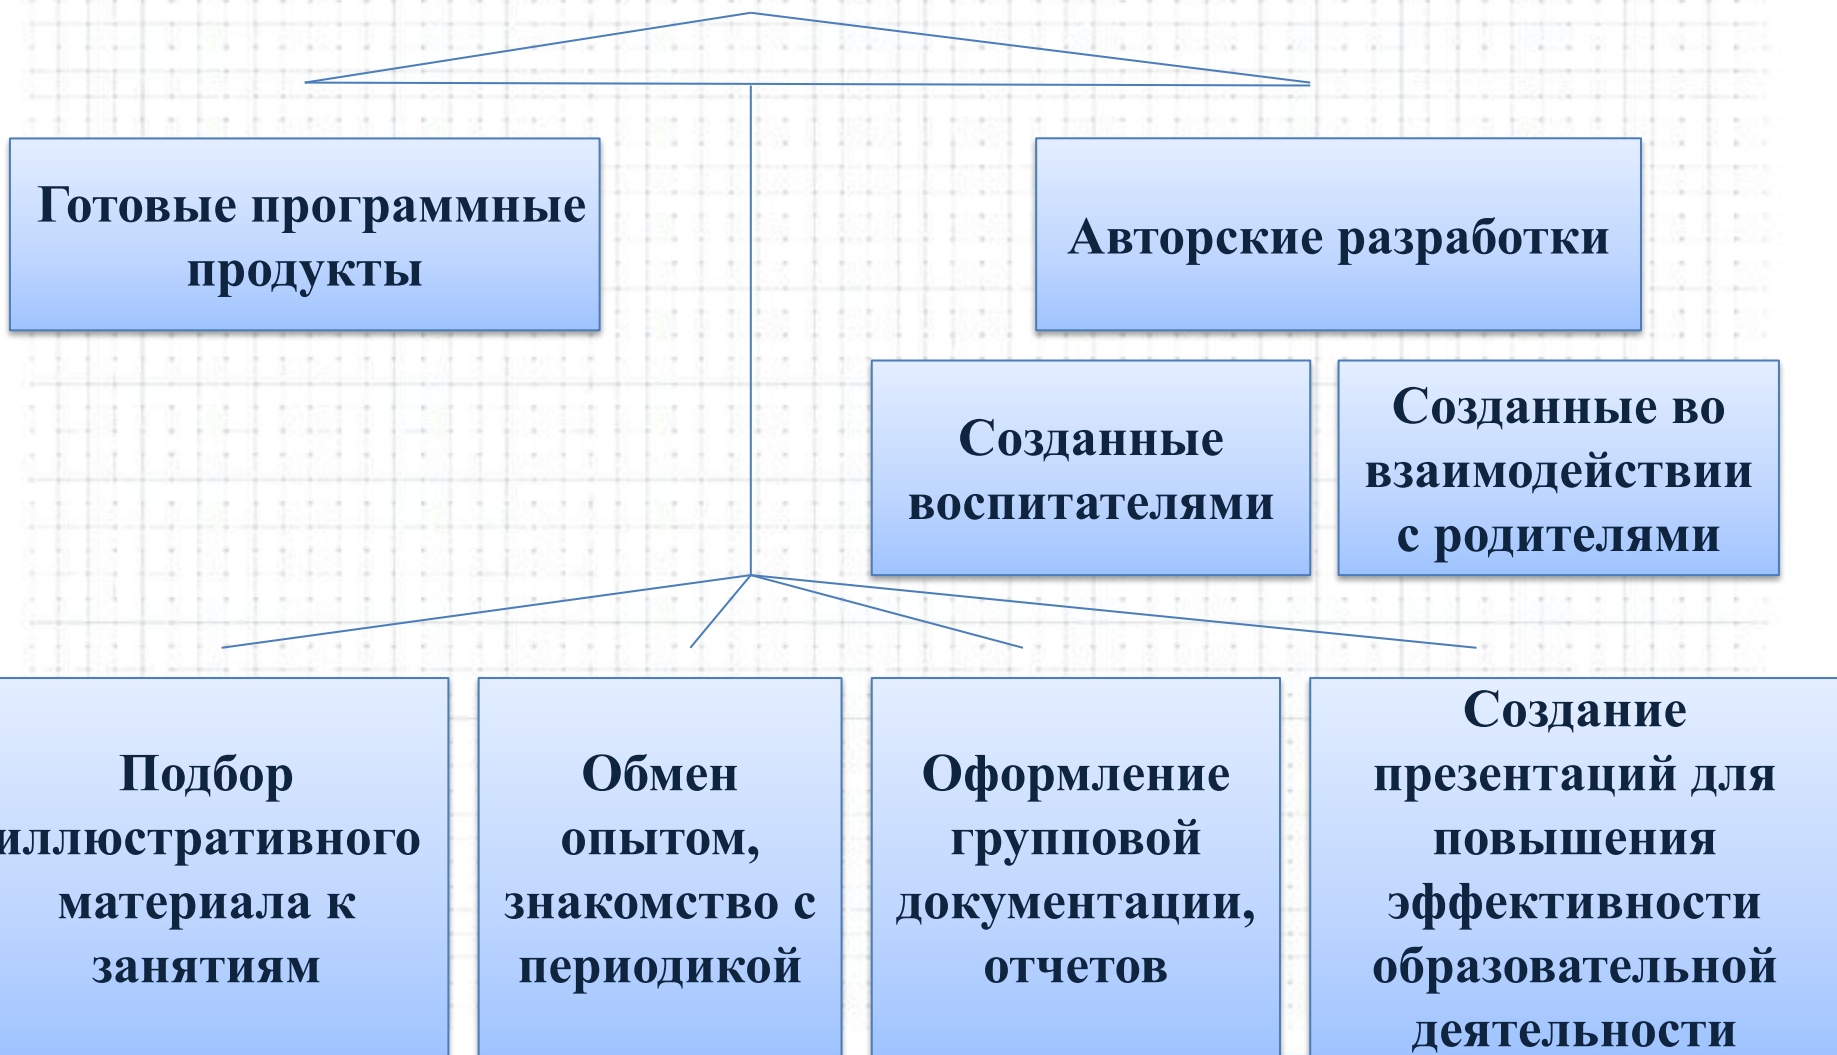 Готовые программные
продукты
Авторские разработки
Созданные
воспитателями
Созданные во
взаимодействии
с родителями
Подбор
иллюстративного
материала к
занятиям
Обмен
опытом,
знакомство с
периодикой
Оформление
групповой
документации,
отчетов
Создание
презентаций для
повышения
эффективности
образовательной
деятельности